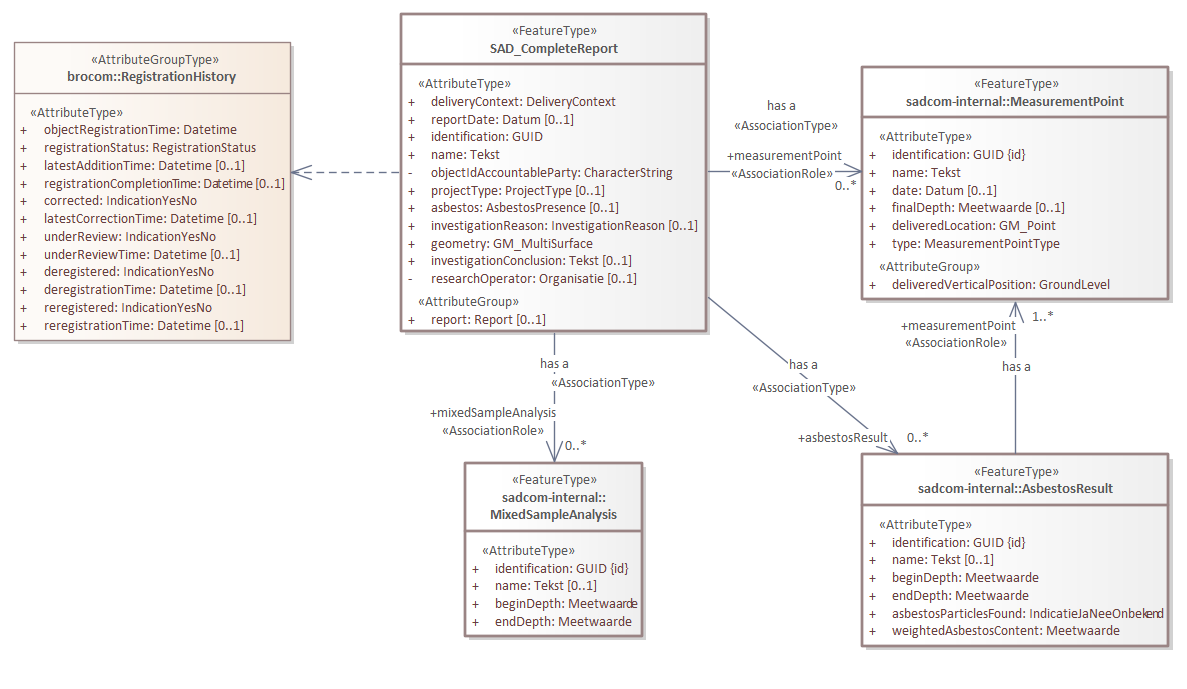 «AttributeGroupType»
brocom::RegistrationHistory
«AttributeType»
+ objectRegistrationTime: Datetime
+ registrationStatus: RegistrationStatus
+ latestAdditionTime: Datetime [0..1]
+ registrationCompletionTime: Datetime [0..1]
+ corrected: IndicationYesNo
+ latestCorrectionTime: Datetime [0..1]
+ underReview: IndicationYesNo
+ underReviewTime: Datetime [0..1]
+ deregistered: IndicationYesNo
+ deregistrationTime: Datetime [0..1]
+ reregistered: IndicationYesNo
+ reregistrationTime: Datetime [0..1]
«FeatureType»
SAD_CompleteReport
«AttributeType»
+ deliveryContext: DeliveryContext
+ reportDate: Datum [0..1]
+ identification: GUID
+ name: Tekst
- objectIdAccountableParty: CharacterString
+ projectType: ProjectType [0..1]
+ asbestos: AsbestosPresence [0..1]
+ investigationReason: InvestigationReason [0..1]
+ geometry: GM_MultiSurface
+ investigationConclusion: Tekst [0..1]
- researchOperator: Organisatie [0..1]
«AttributeGroup»
+ report: Report [0..1]
has a
«AssociationType»
+measurementPoint
«AssociationRole»
0..*
«FeatureType»
sadcom-internal::MeasurementPoint
«AttributeType»
+ identification: GUID {id}
+ name: Tekst
+ date: Datum [0..1]
+ finalDepth: Meetwaarde [0..1]
+ deliveredLocation: GM_Point
+ type: MeasurementPointType
«AttributeGroup»
+ deliveredVerticalPosition: GroundLevel
+measurementPoint
1..*
«AssociationRole»
has a
has a
«AssociationType»
+mixedSampleAnalysis
«AssociationRole»
0..*
has a
«AssociationType»
+asbestosResult
0..*
«FeatureType»
sadcom-internal::
MixedSampleAnalysis
«AttributeType»
+ identification: GUID {id}
+ name: Tekst [0..1]
+ beginDepth: Meetwaarde
+ endDepth: Meetwaarde
«FeatureType»
sadcom-internal::AsbestosResult
«AttributeType»
+ identification: GUID {id}
+ name: Tekst [0..1]
+ beginDepth: Meetwaarde
+ endDepth: Meetwaarde
+ asbestosParticlesFound: IndicatieJaNeeOnbekend
+ weightedAsbestosContent: Meetwaarde